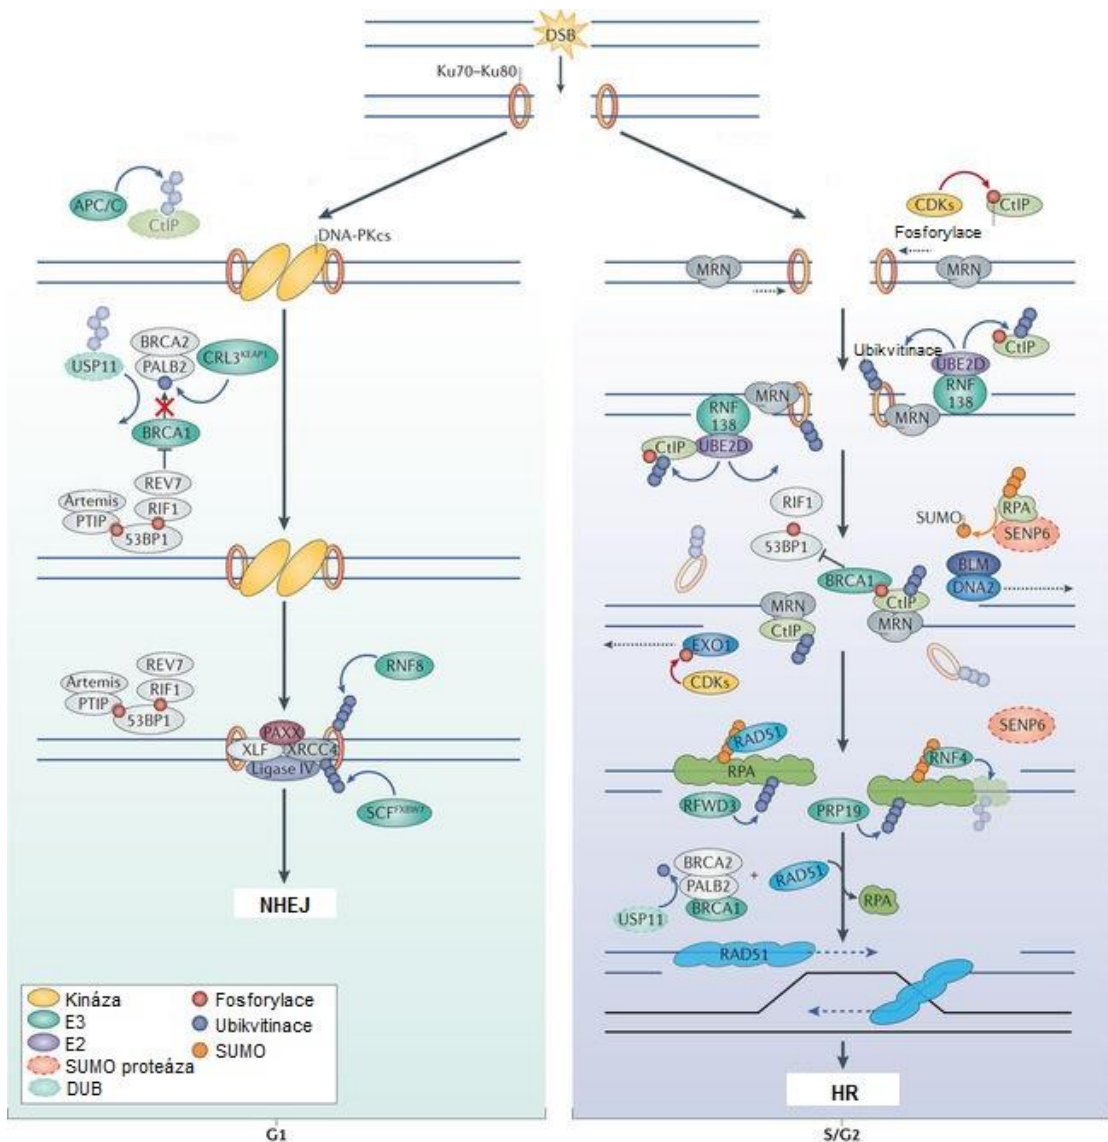 DSB
Ku70–Ku80
APC/C
CtIP
DNA-PKcs
USP11
BRCA2
PALB2
CRL3KEAP1
BRCA1
REV7
Artemis
RIF1
PTIP
53BP1
REV7
Artemis
RIF1
PTIP
53BP1
RNF8
PAXX
XLF
XRCC4
Ligase IV
SCFFXBW7
NHEJ
Kináza
E3
E2
SUMO proteáza
DUB
Fosforylace
Ubikvitinace
SUMO
G1
CDKs
CtIP
Fosforylace
MRN
MRN
Ubikvitinace
UBE2D
CtIP
RNF
138
MRN
RNF
138
MRN
CtIP
UBE2D
RIF1
53BP1
SUMO
RPA
SENP6
BRCA1
BLM
DNA2
CtIP
MRN
MRN
CtIP
EXO1
CDKs
SENP6
RAD51
RPA
RNF4
RFWD3
PRP19
BRCA2
PALB2
BRCA1
+
RAD51
RPA
USP11
RAD51
HR
S/G2